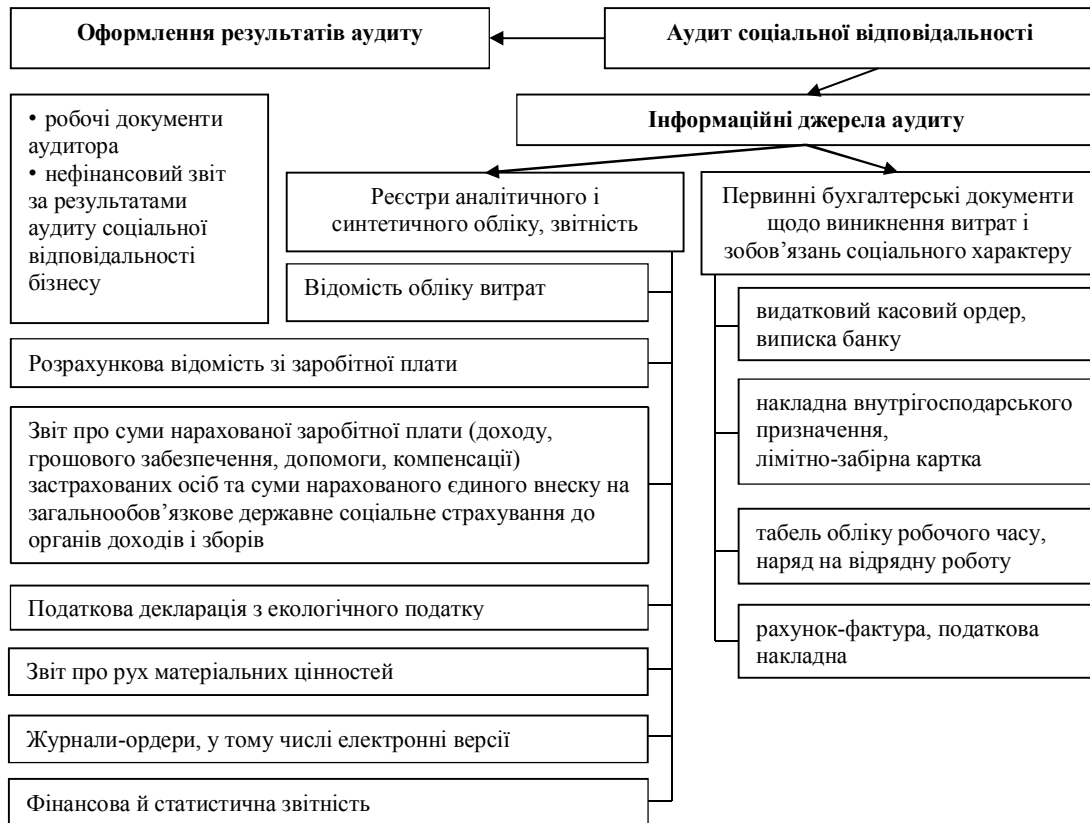 Оформлення результатів аудиту
Аудит соціальної відповідальності
• робочі документи
аудитора
• нефінансовий звіт
за результатами
аудиту соціальної
відповідальності
бізнесу
Інформаційні джерела аудиту
Реєстри аналітичного і
синтетичного обліку, звітність
Відомість обліку витрат
Розрахункова відомість зі заробітної плати
Звіт про суми нарахованої заробітної плати (доходу,
грошового забезпечення, допомоги, компенсації)
застрахованих осіб та суми нарахованого єдиного внеску на
загальнообов’язкове державне соціальне страхування до
органів доходів і зборів
Податкова декларація з екологічного податку
Звіт про рух матеріальних цінностей
Журнали-ордери, у тому числі електронні версії
Фінансова й статистична звітність
Первинні бухгалтерські документи
щодо виникнення витрат і
зобов’язань соціального характеру
видатковий касовий ордер,
виписка банку
накладна внутрігосподарського
призначення,
лімітно-забірна картка
табель обліку робочого часу,
наряд на відрядну роботу
рахунок-фактура, податкова
накладна